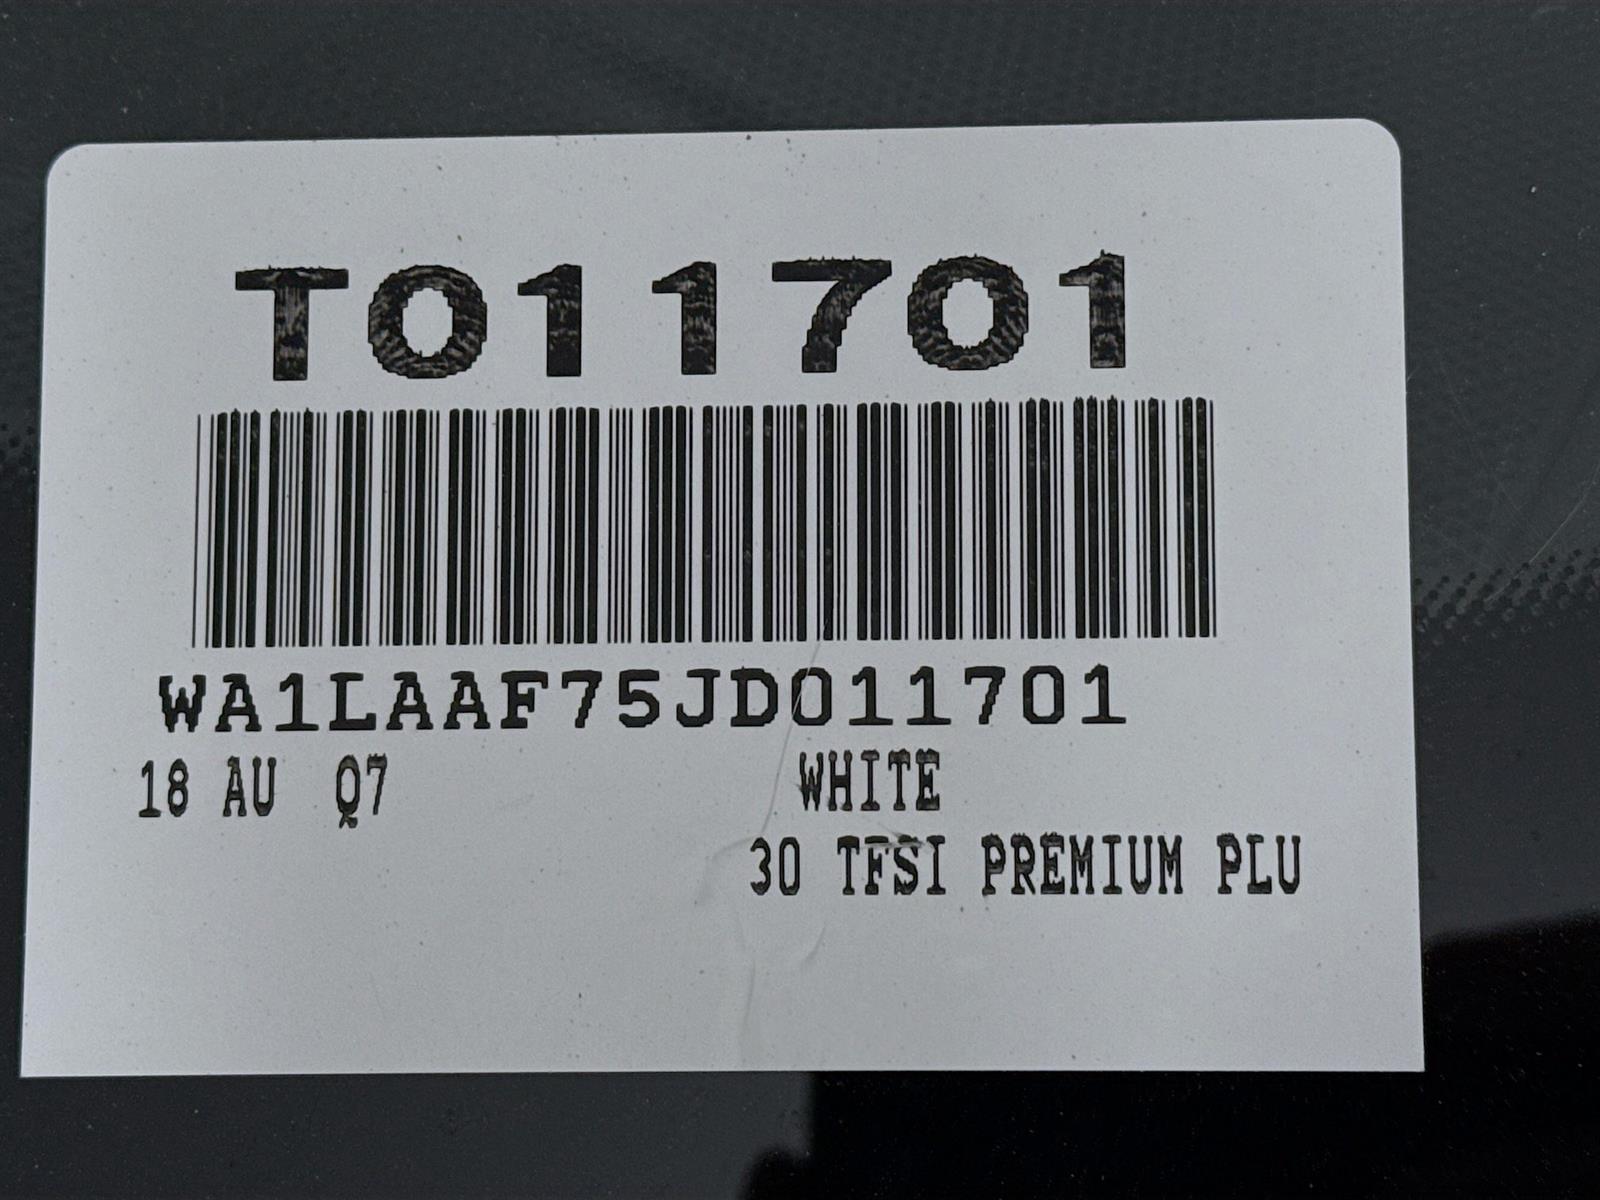 T011701
WA1LAAF75JD011701
18 AU Q7 WHITE
30 TFSI PREMIUM PLU